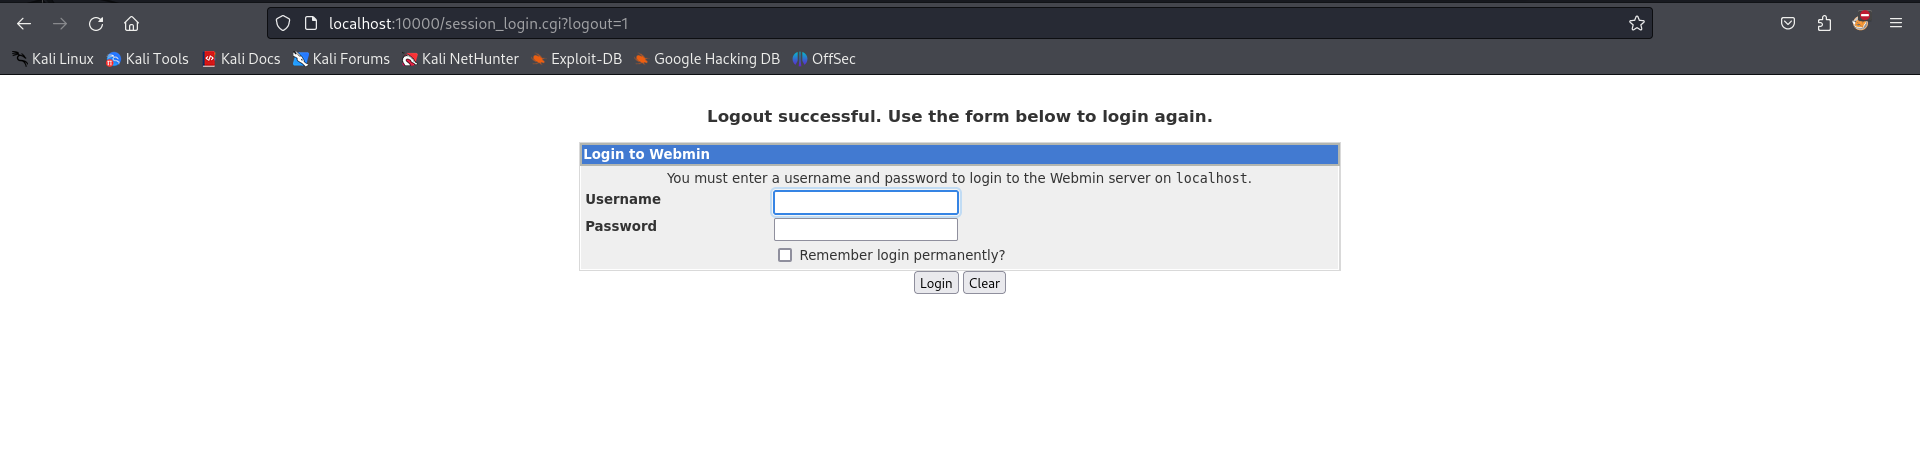 localhost:10000/session_login.cgi?logout=1
Kali Linux Kali Tools Kali Docs Kali Forums Kali NetHunter Exploit-DB Google Hacking DB OffSec
Logout successful. Use the form below to login again.
Login to Webmin
You must enter a username and password to login to the Webmin server on localhost.
Username
Password
Remember login permanently?
Login Clear